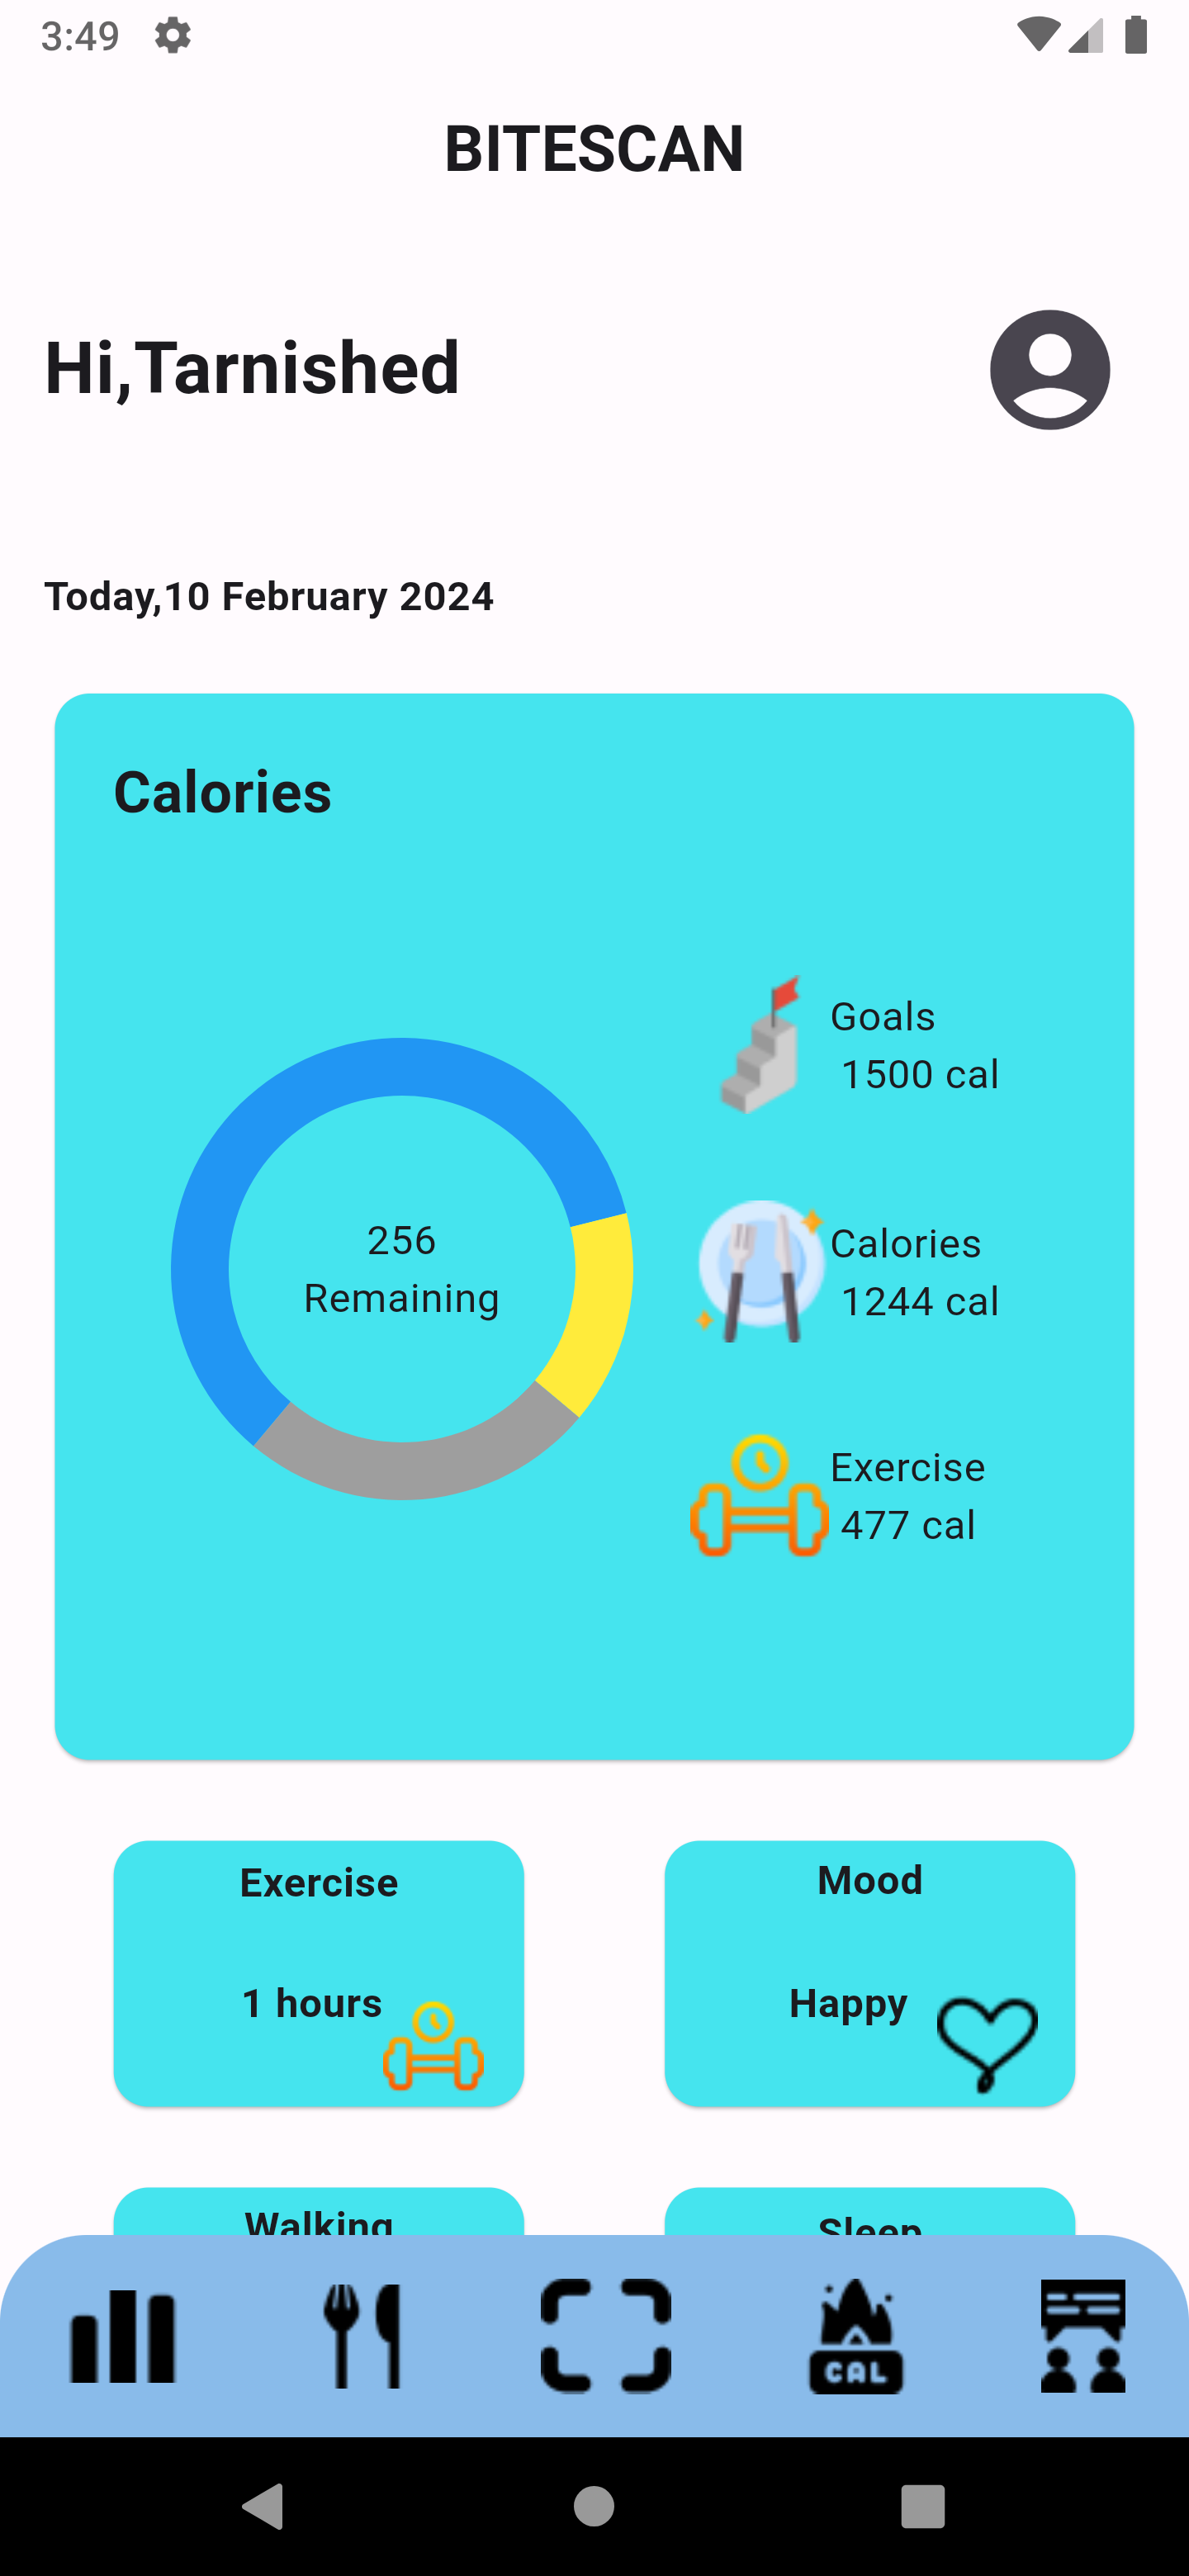 3:49
BITESCAN
Hi,Tarnished
Today,10 February 2024
Calories
Goals
1500 cal
256
Remaining
Calories
1244 cal
Exercise
477 cal
Exercise
1 hours
Mood
Happy
Walking
Sleep
CAL